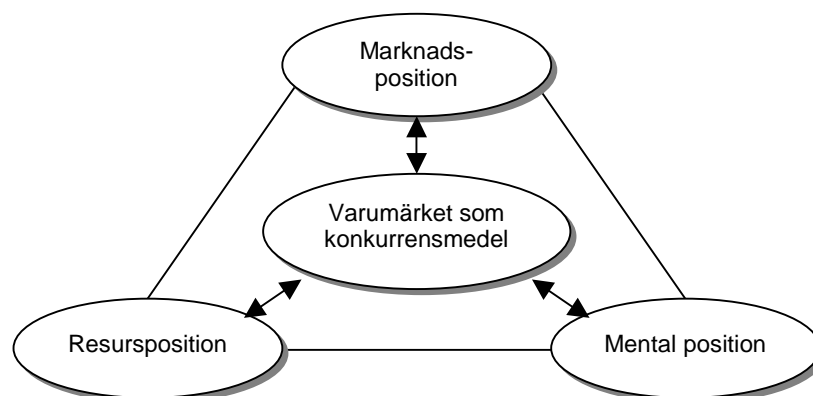 Marknads-
position
Varumärket som
konkurrensmedel
Resursposition
Mental position